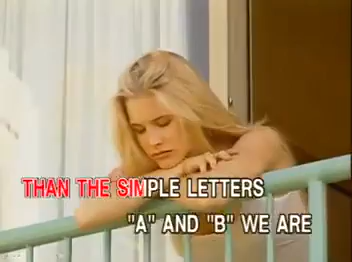 THAN THE SIMPLE LETTERS
"A" AND "B" WE ARE